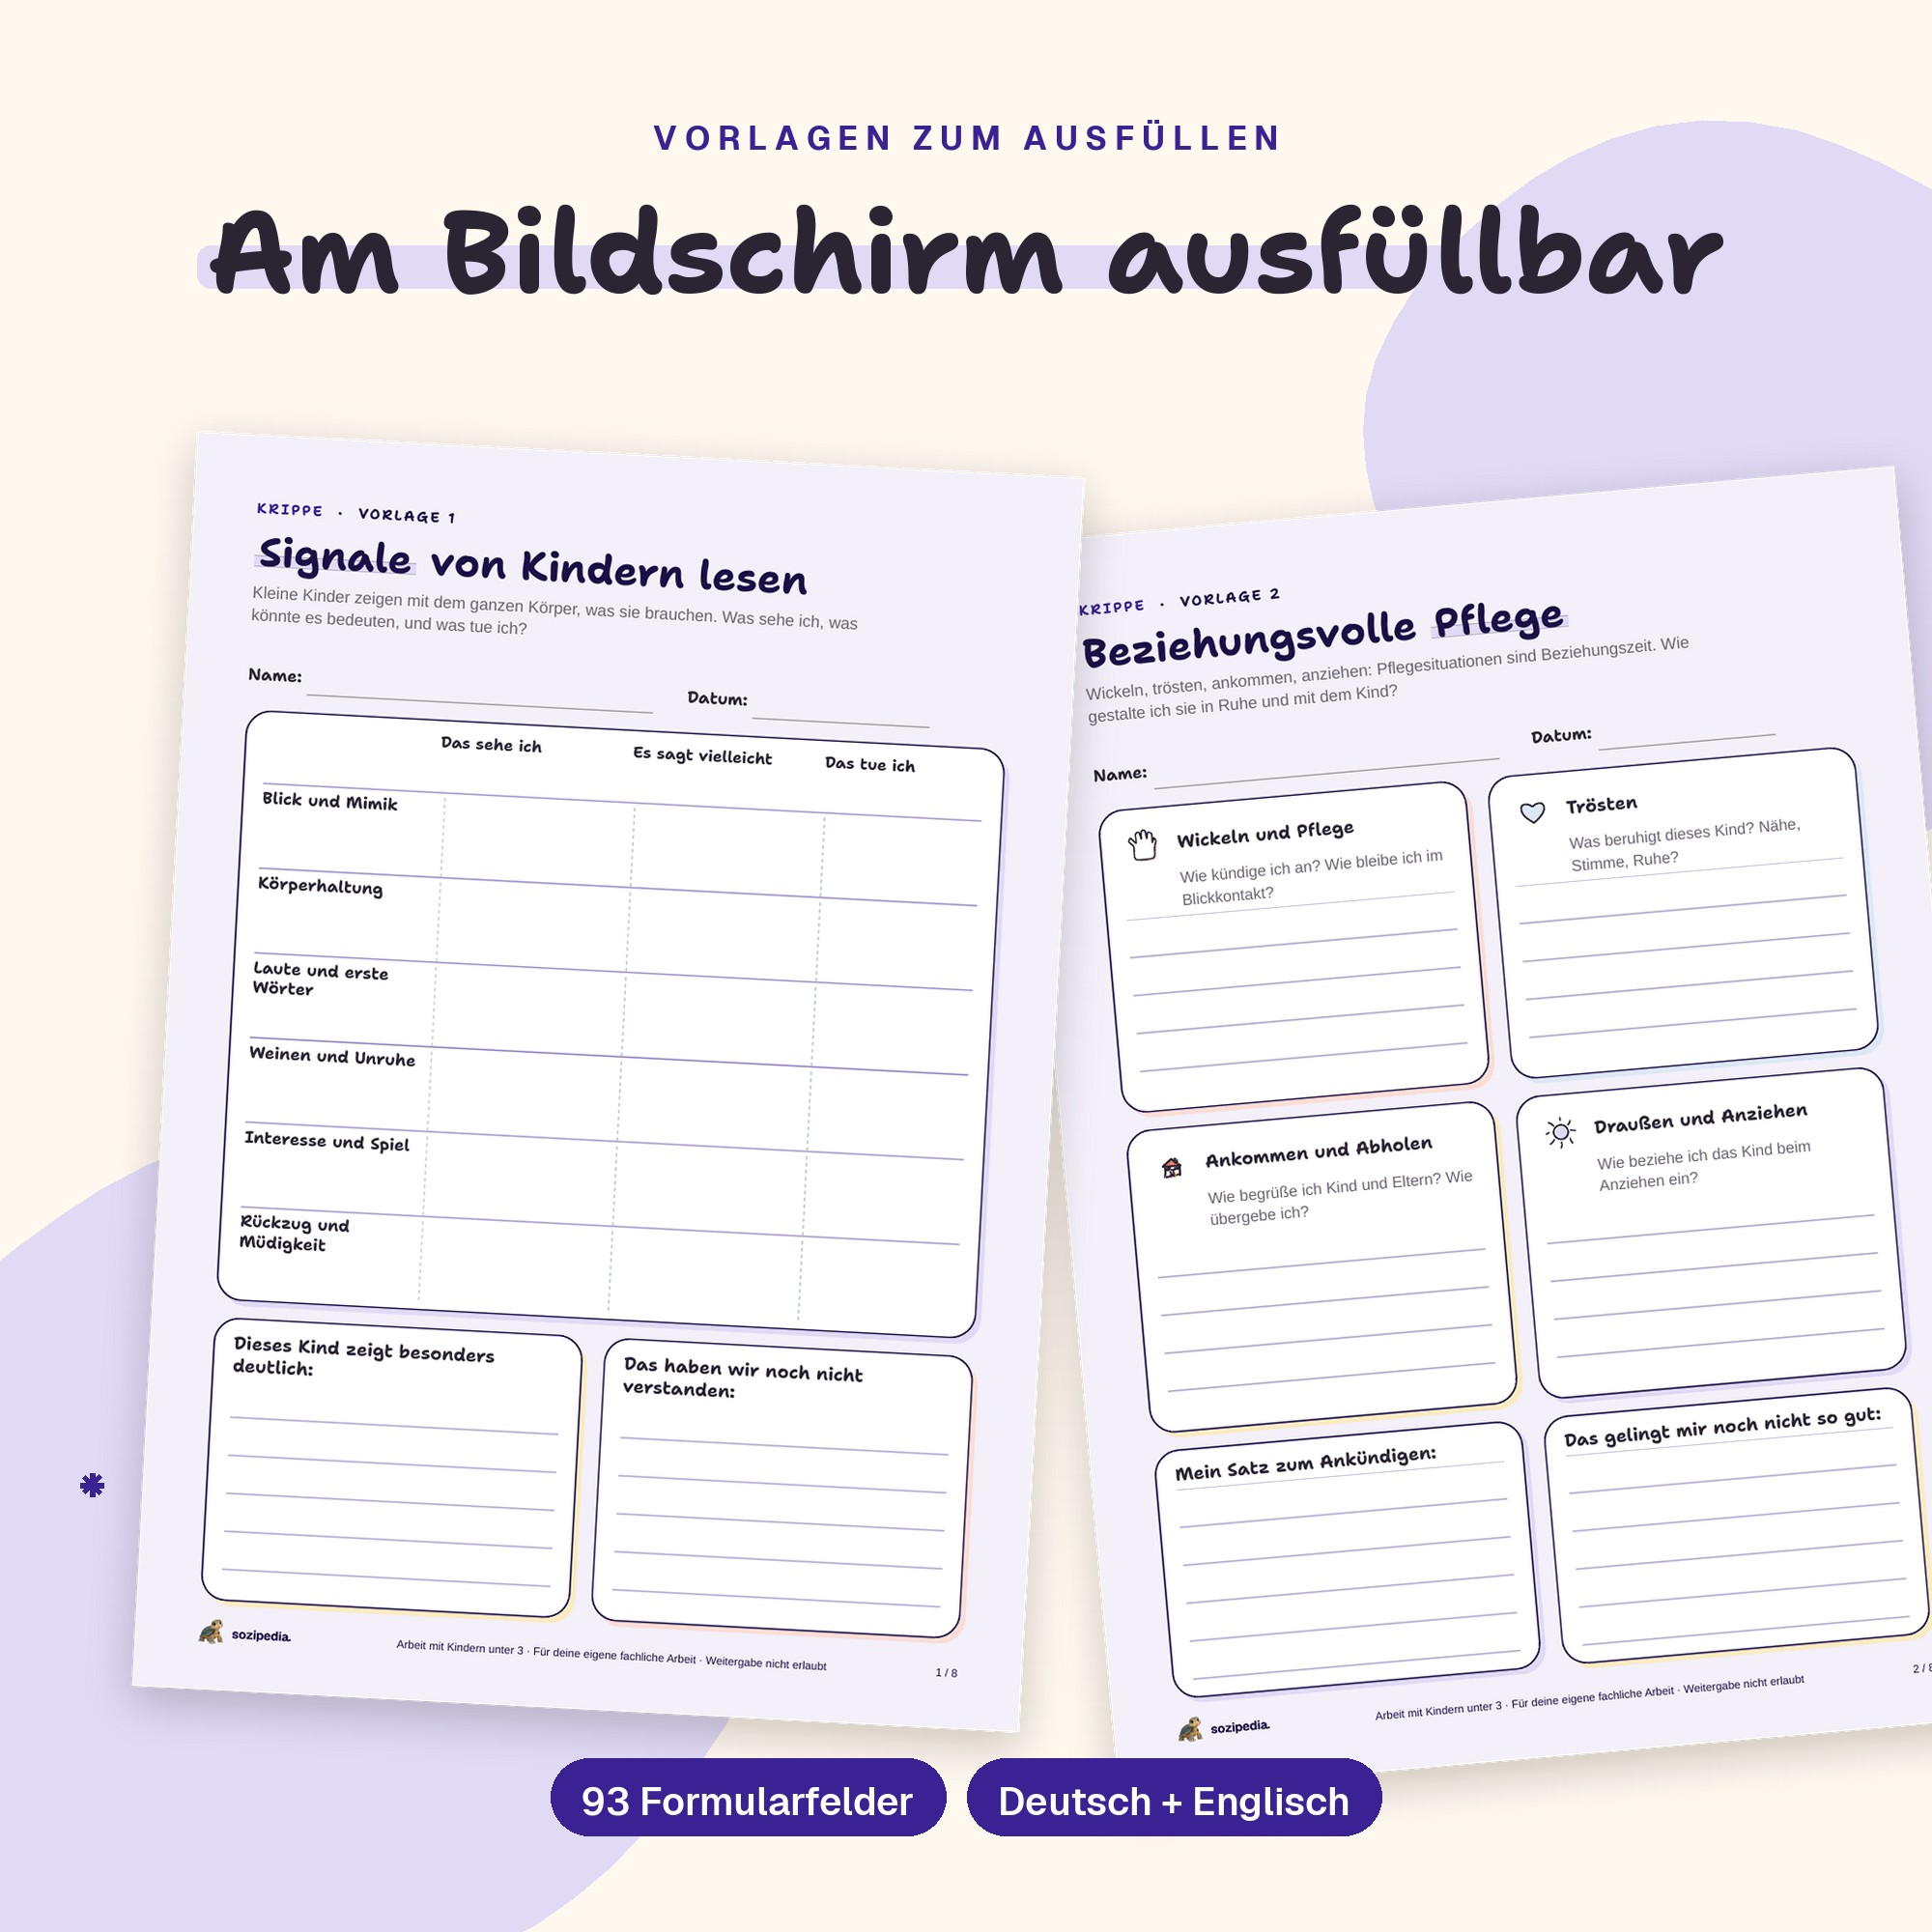 VORLAGEN ZUM AUSFÜLLEN
Am Bildschirm ausfüllbar
KRIPPE · VORLAGE 1
Signale von Kindern lesen
Kleine Kinder zeigen mit dem ganzen Körper, was sie brauchen. Was sehe ich, was
könnte es bedeuten, und was tue ich?
Name:
Datum:
Das sehe ich
Es sagt vielleicht
Das tue ich
Blick und Mimik
Körperhaltung
Laute und erste
Wörter
Weinen und Unruhe
Interesse und Spiel
Rückzug und
Müdigkeit
Dieses Kind zeigt besonders
deutlich:
Das haben wir noch nicht
verstanden:
sozipedia.
Arbeit mit Kindern unter 3 · Für deine eigene fachliche Arbeit · Weitergabe nicht erlaubt
1 / 8
KRIPPE · VORLAGE 2
Beziehungsvolle Pflege
Wickeln, trösten, ankommen, anziehen: Pflegesituationen sind Beziehungszeit. Wie
gestalte ich sie in Ruhe und mit dem Kind?
Name:
Datum:
Wickeln und Pflege
Wie kündige ich an? Wie bleibe ich im
Blickkontakt?
Trösten
Was beruhigt dieses Kind? Nähe,
Stimme, Ruhe?
Ankommen und Abholen
Wie begrüße ich Kind und Eltern? Wie
übergebe ich?
Draußen und Anziehen
Wie beziehe ich das Kind beim
Anziehen ein?
Mein Satz zum Ankündigen:
Das gelingt mir noch nicht so gut:
sozipedia.
Arbeit mit Kindern unter 3 · Für deine eigene fachliche Arbeit · Weitergabe nicht erlaubt
2 / 8
93 Formularfelder
Deutsch + Englisch